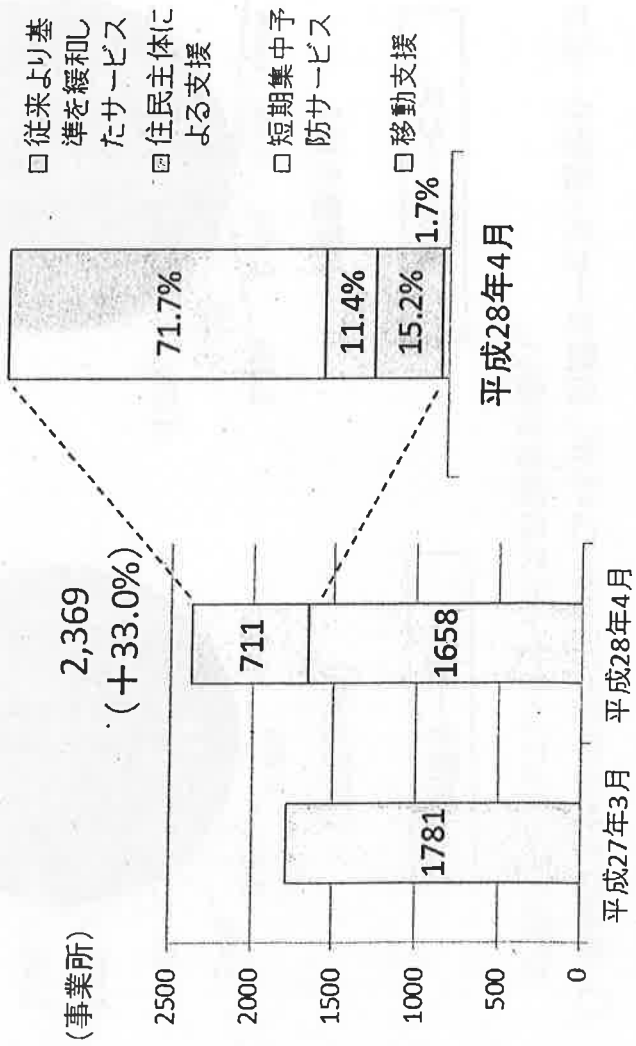 (事業所)
2,369
(＋33.0%)
2500
2000
1500
1000
500
0
1781
711
1658
平成27年3月
平成28年4月
71.7%
11.4%
15.2%
1.7%
平成28年4月
従来より基
準を緩和し
たサービス
住民主体に
よる支援
短期集中予
防サービス
移動支援